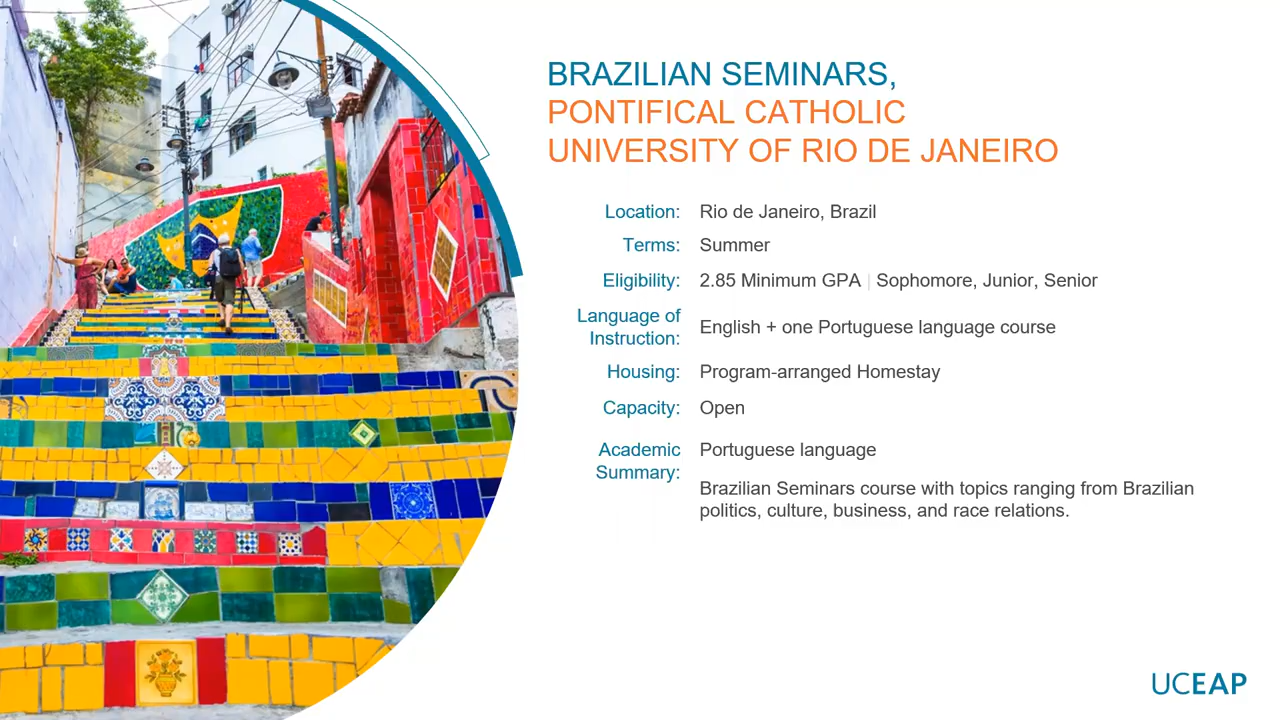 BRAZILIAN SEMINARS,
PONTIFICAL CATHOLIC
UNIVERSITY OF RIO DE JANEIRO
Location: Rio de Janeiro, Brazil
Terms: Summer
Eligibility: 2.85 Minimum GPA | Sophomore, Junior, Senior
Language of
Instruction: English + one Portuguese language course
Housing: Program-arranged Homestay
Capacity: Open
Academic Portuguese language
Summary:
Brazilian Seminars course with topics ranging from Brazilian
politics, culture, business, and race relations.
UCEAP